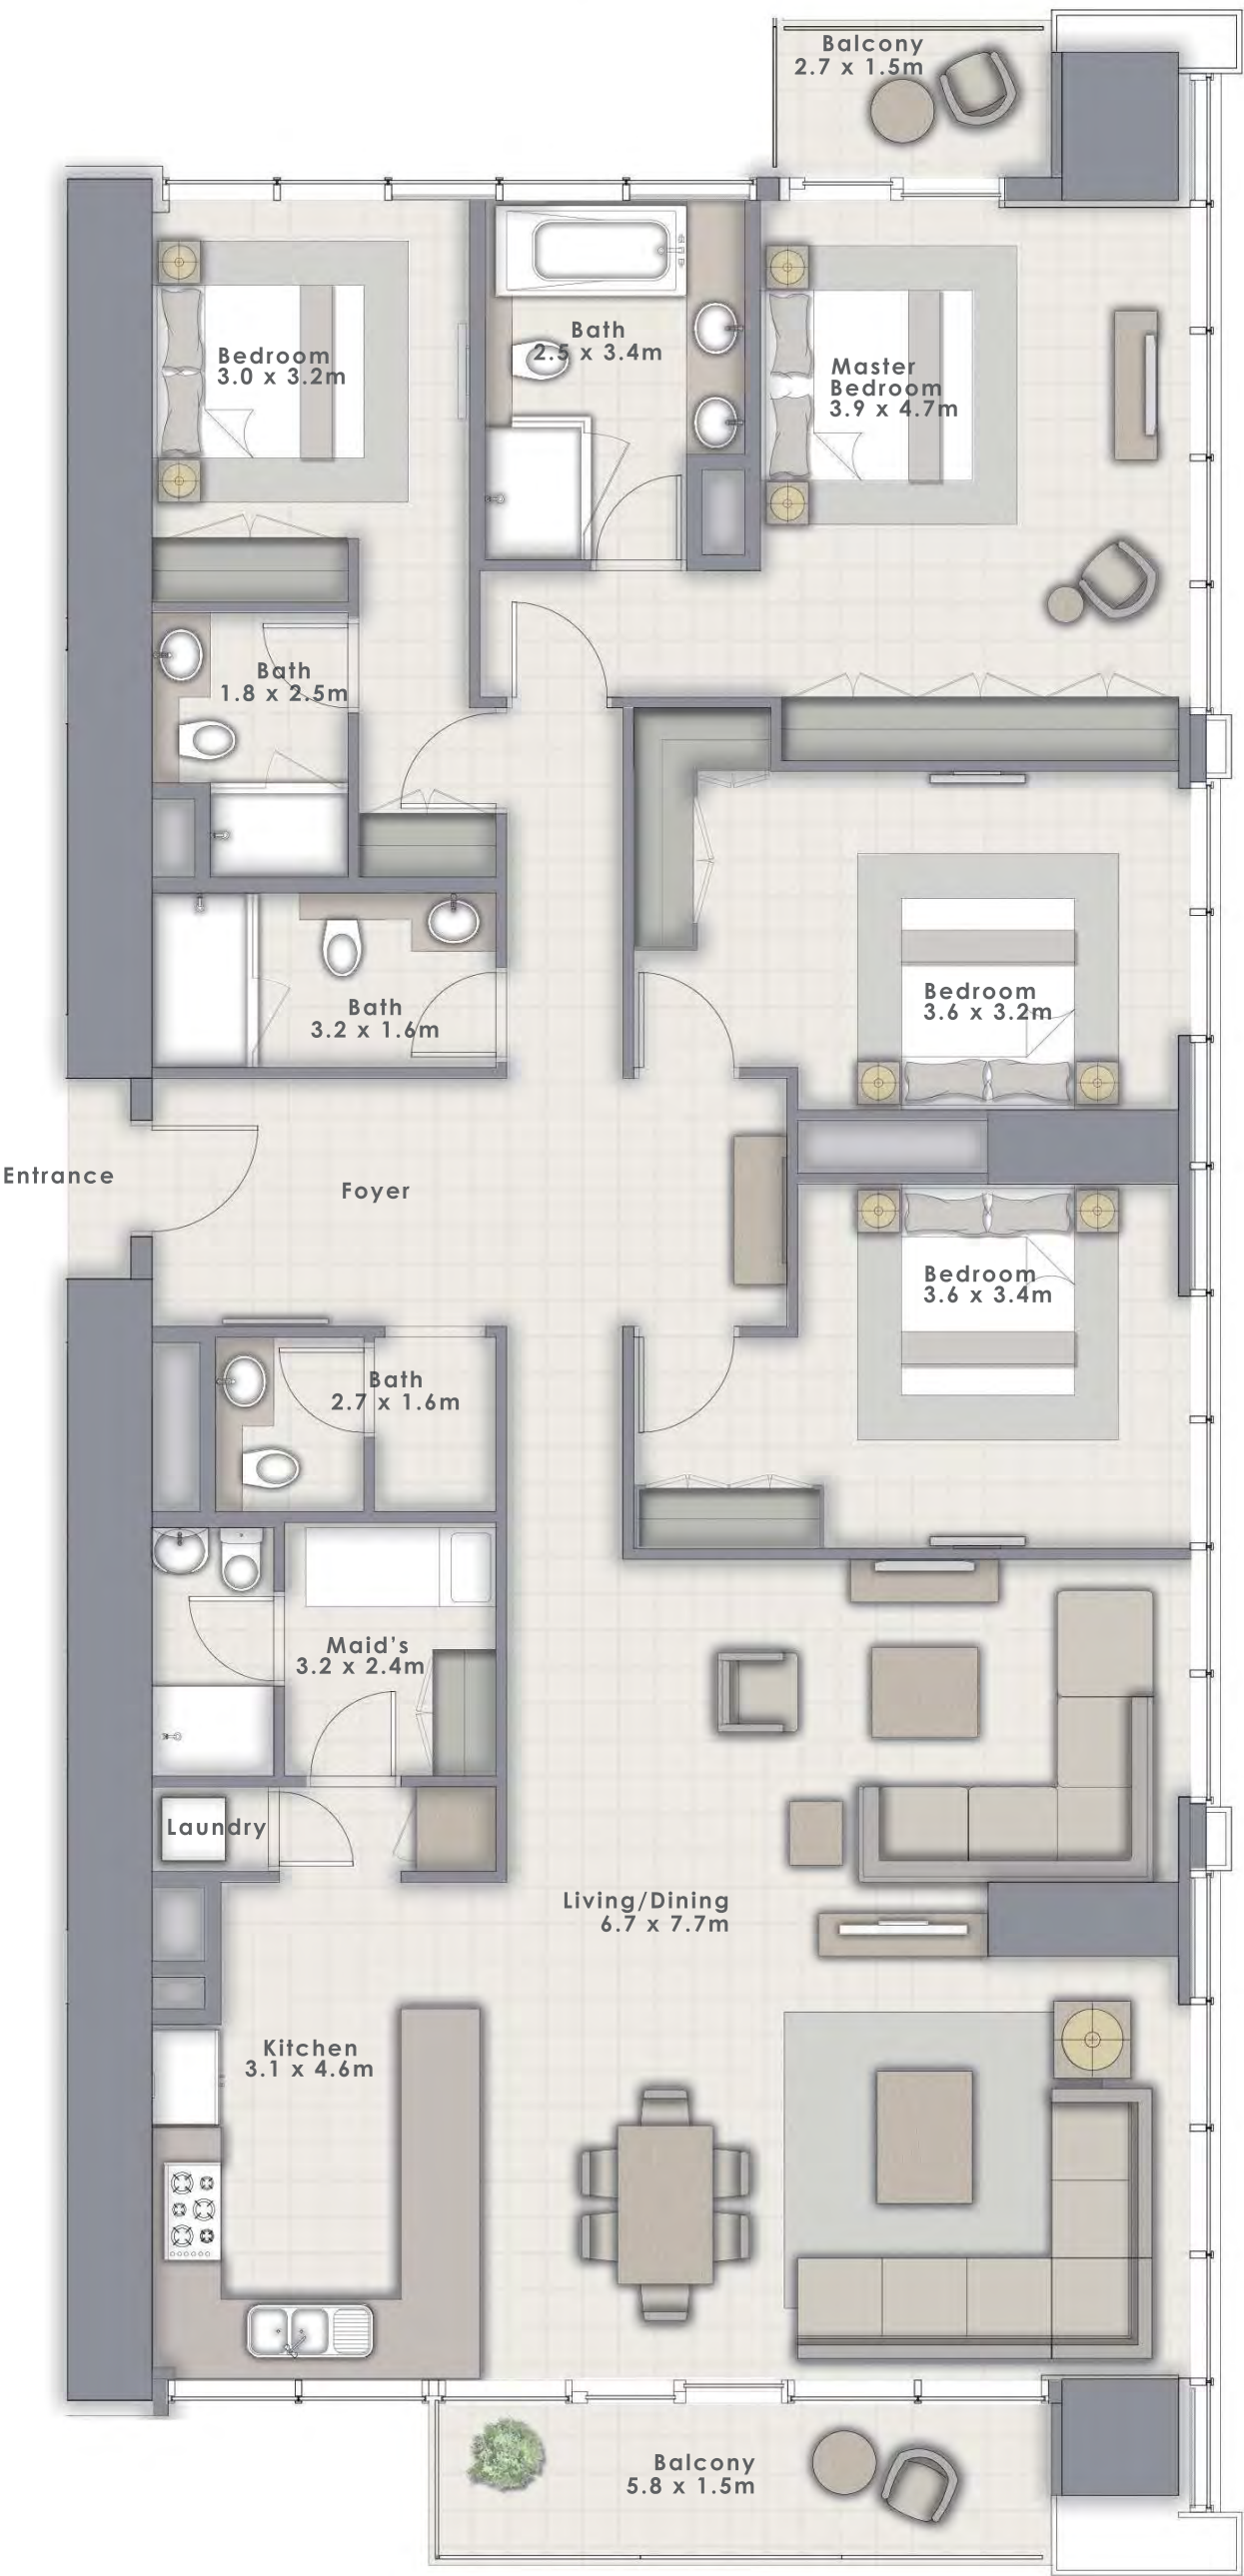 Balcony
2.7 x 1.5m
Bath
2.5 x 3.4m
Bedroom
3.0 x 3.2m
Master
Bedroom
3.9 x 4.7m
Bath
1.8 x 2.5m
Bedroom
3.6 x 3.2m
Bath
3.2 x 1.6m
Entrance
Foyer
Bedroom
3.6 x 3.4m
Bath
2.7 x 1.6m
Maid's
3.2 x 2.4m
Laundry
Living/Dining
6.7 x 7.7m
Kitchen
3.1 x 4.6m
Balcony
5.8 x 1.5m